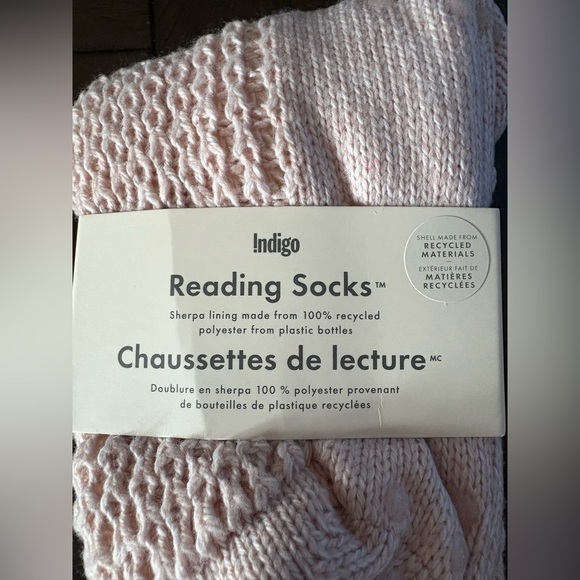 !ndigo
Reading Socks™
Sherpa lining made from 100% recycled
polyester from plastic bottles
Chaussettes de lecture MC
Doublure en sherpa 100 % polyester provenant
de bouteilles de plastique recyclées
SHELL MADE FROM
RECYCLED
MATERIALS
—
EXTÉRIEUR FAIT DE
MATIÈRES
RECYCLÉES